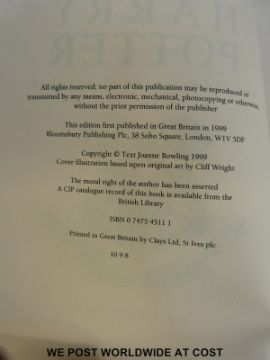 HARRY
POTTER
All rights reserved; no part of this publication may be reproduced or
transmitted by any means, electronic, mechanical, photocopying or otherwise,
without the prior permission of the publisher
This edition first published in Great Britain in 1999
Bloomsbury Publishing Plc, 38 Soho Square, London, W1V 5DF
Copyright © Text Joanne Rowling 1999
Cover illustration based upon original art by Cliff Wright
The moral right of the author has been asserted
A CIP catalogue record of this book is available from the
British Library
ISBN 0 7475 4511 1
Printed in Great Britain by Clays Ltd, St Ives plc
10 9 8
WE POST WORLDWIDE AT COST